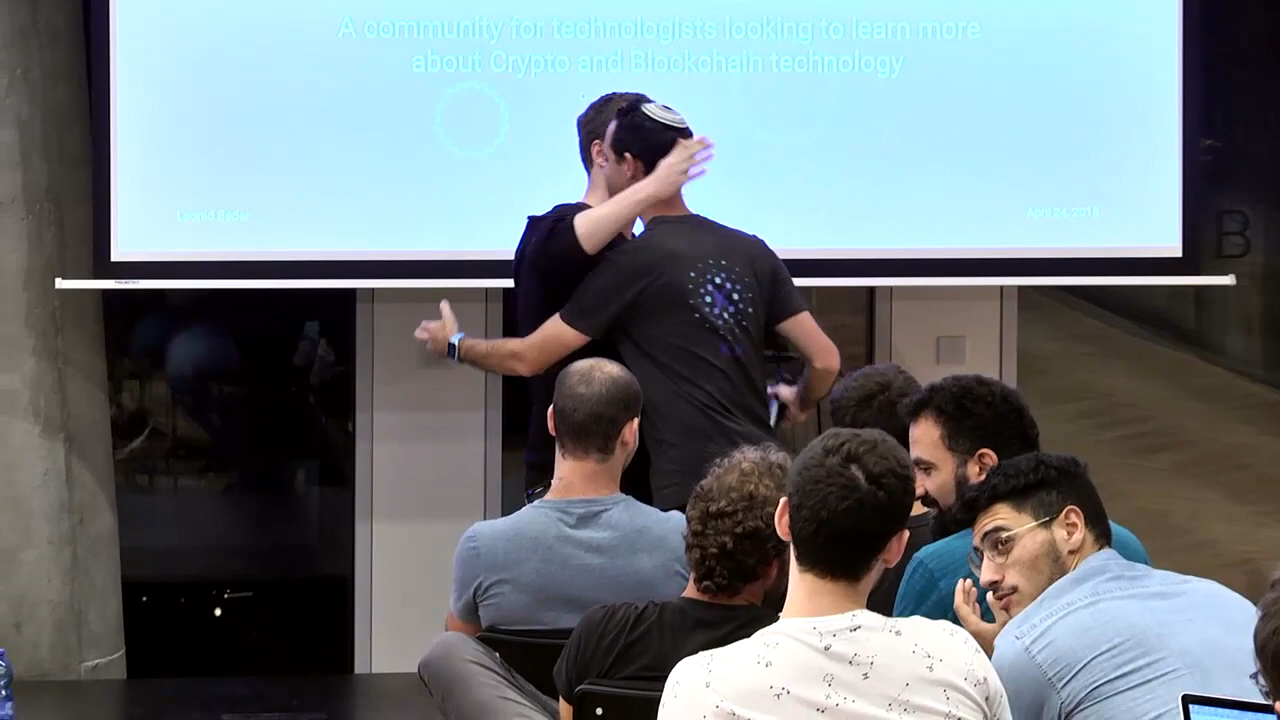 A community for technologists looking to learn more
about Crypto and Blockchain technology
Leonid Beder
April 24, 2018
B